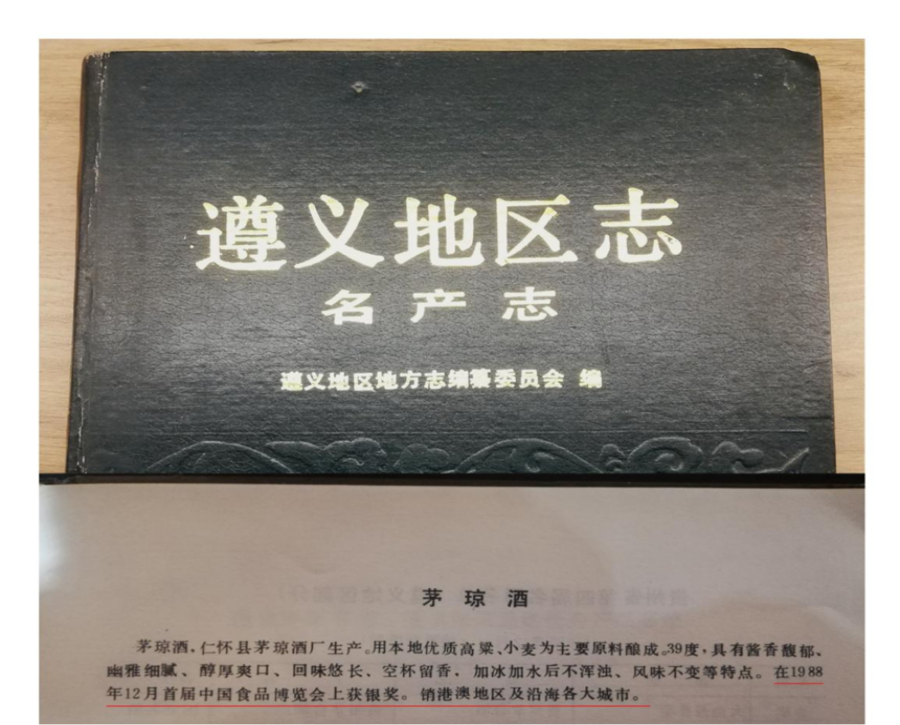 遵义地区志
名产志
遵义地区地方志编纂委员会 编
茅琼酒
茅琼酒，仁怀县茅琼酒厂生产。用本地优质高粱、小麦为主要原料酿成。39度，具有酱香馥郁、
幽雅细腻、醇厚爽口、回味悠长、空杯留香，加冰加水后不浑浊、风味不变等特点。在1988
年12月首届中国食品博览会上获银奖。销港澳地区及沿海各大城市。